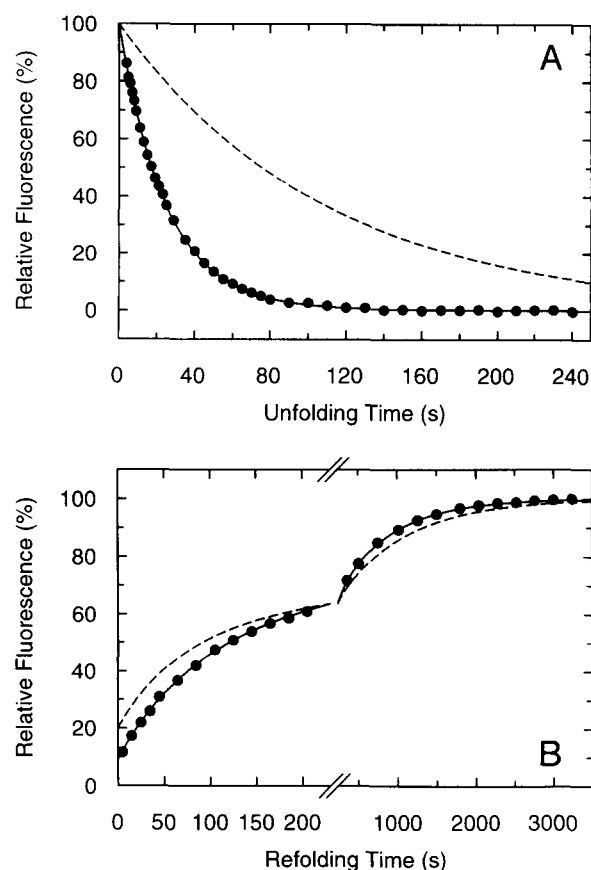 A
Relative Fluorescence (%)
100
80
60
40
20
0
0 40 80 120 160 200 240
Unfolding Time (s)
B
Relative Fluorescence (%)
100
80
60
40
20
0
0 50 100 150 200 1000 2000 3000
Refolding Time (s)